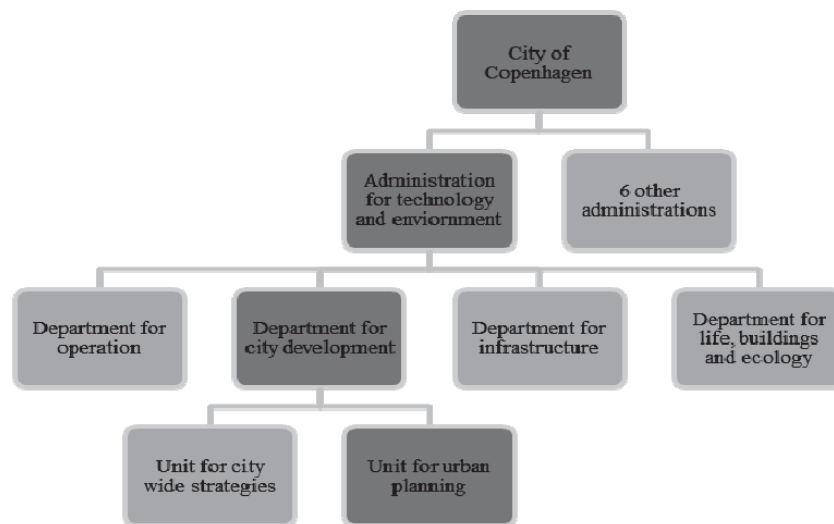 City of
Copenhagen
Administration
for technology
and enviornment
6 other
administrations
Department for
operation
Department for
city development
Department for
infrastructure
Department for
life, buildings
and ecology
Unit for city
wide strategies
Unit for urban
planning